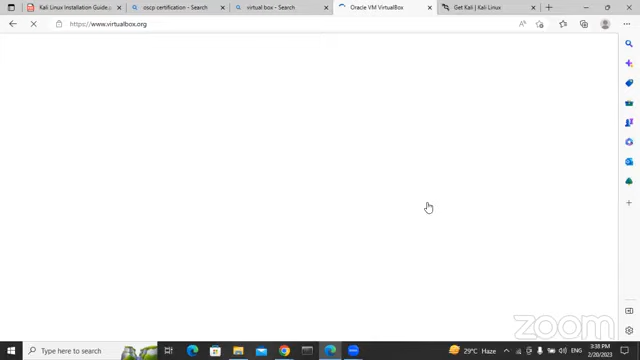 Kali Linux Installation Guide.p
oscp certification - Search
virtual box - Search
Oracle VM VirtualBox
Get Kali | Kali Linux
https://www.virtualbox.org
zoom
Type here to search
29°C Haze
ENG
3:38 PM
2/20/2023